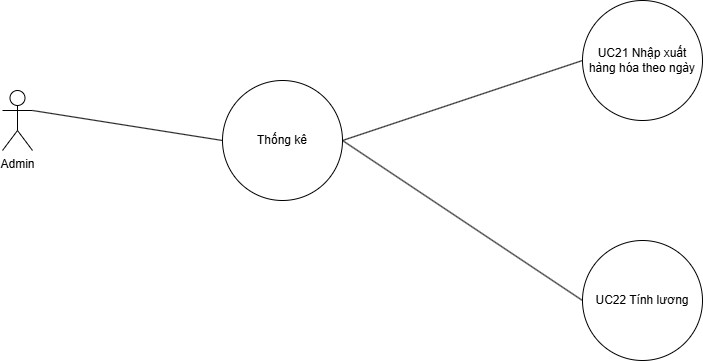 UC21 Nhập xuất
hàng hóa theo ngày
Thống kê
Admin
UC22 Tính lương